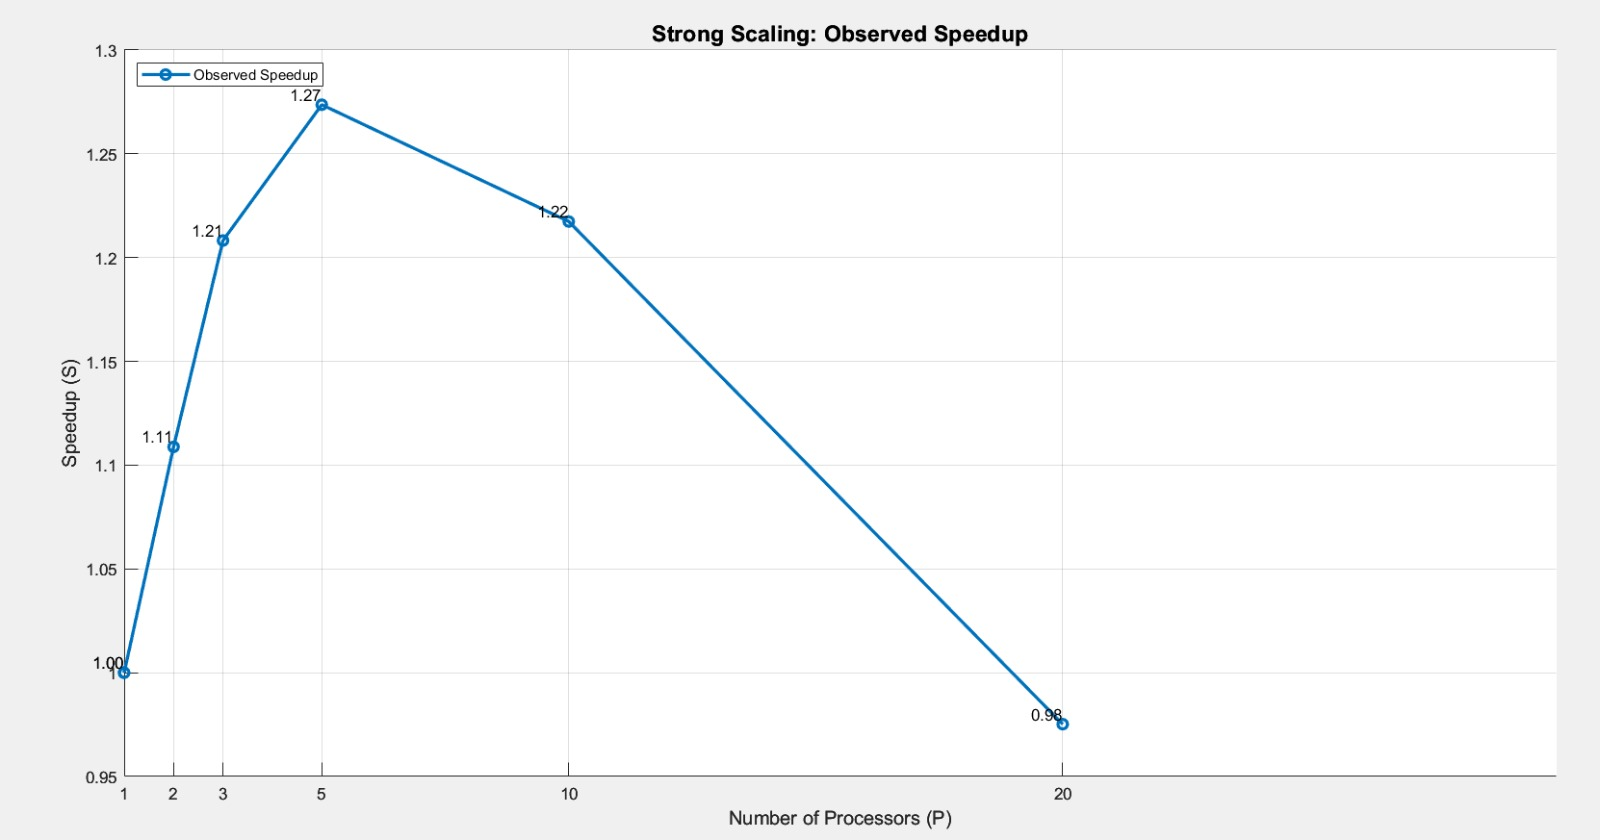 Strong Scaling: Observed Speedup
1.3
Observed Speedup
1.27
1.25
1.22
1.21
1.2
Speedup (S)
1.15
1.11
1.1
1.05
1.00
1
0.98
0.95
1 2 3 5 10 20
Number of Processors (P)